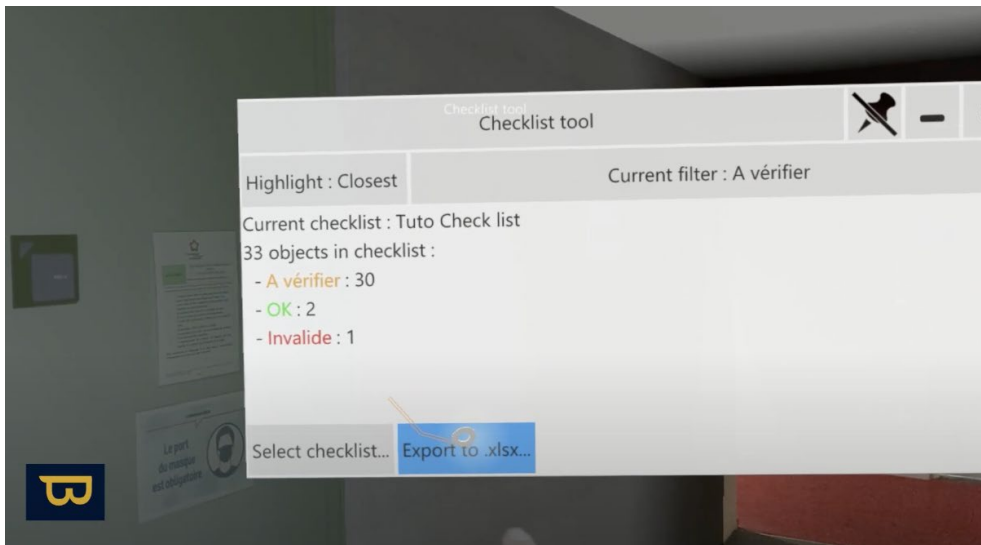 Checklist tool
Checklist tool
Highlight : Closest
Current filter : A vérifier
Current checklist : Tuto Check list
33 objects in checklist :
- A vérifier : 30
- OK : 2
- Invalide : 1
Select checklist...
Export to .xlsx...
Le port
du masque
est obligatoire